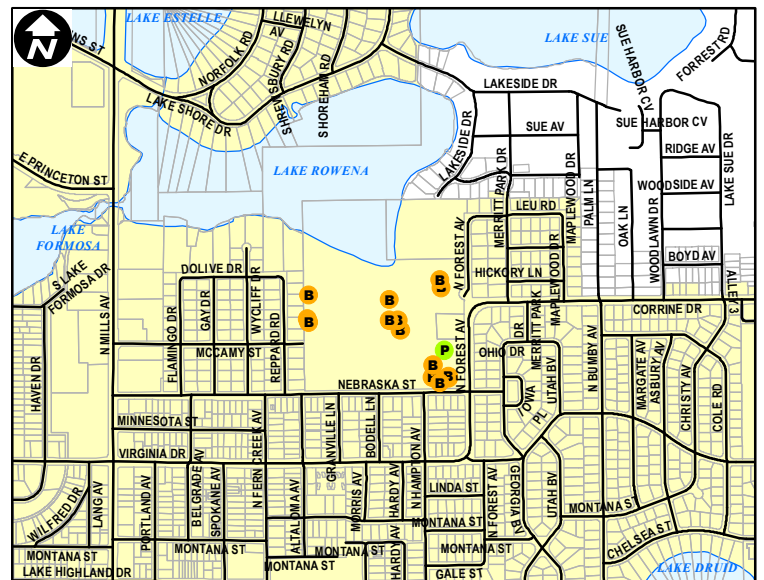 N
NS ST
LAKE ESTELLE
LLEWELYN
AV
NORFOLK RD
SHREWSBURY RD
S HOREHAM RD
LAKE SHORE DR
LAKE SUE
SUE HARBOR CV
FORREST RD
LAKESIDE DR
SUE AV
SUE HARBOR CV
RIDGE AV
LAKESIDE DR
MERRITT PARK DR
MAPLEWOOD DR
PALM LN
OAK LN
WOODSIDE AV
WOODLAWN DR
LAKE SUE DR
LAKE ROWENA
E PRINCETON ST
LEU RD
LAKE
FORMOSA
S LAKE
FORMOSA DR
N MILLS AV
DOLIVE DR
WYCLIFF DR
GAY DR
FLAMINGO DR
REPPARD RD
MCCAMY ST
N FOREST AV
HICKORY LN
MAPLEWOOD DR
BOYD AV
ALLEY 3
CORRINE DR
B
B
B
B
B
B
B
P
B
B
B
N FOREST AV
OHIO DR
MERRITT PARK
DR
UTAH BV
N BUMBY AV
MARGATE AV
ASBURY AV
CHRISTY AV
COLE RD
HAVEN DR
NEBRASKA ST
IOWA
PL
MINNESOTA ST
VIRGINIA DR
N FERN CREEK AV
GRANVILLE LN
BODELL LN
N HAMPTON AV
WILFRED DR
LANG AV
PORTLAND AV
BELGRADE AV
SPOKANE AV
ALTALOMA AV
MORRIS AV
HARDY AV
LINDA ST
N FOREST AV
GEORGIA BV
UTAH BV
MONTANA ST
CHELSEA ST
MONTANA ST
MONTANA ST
MONTANA ST
MONTANA ST
MONTANA ST
LAKE HIGHLAND DR
HARDY AV
GALE ST
LAKE DRUID